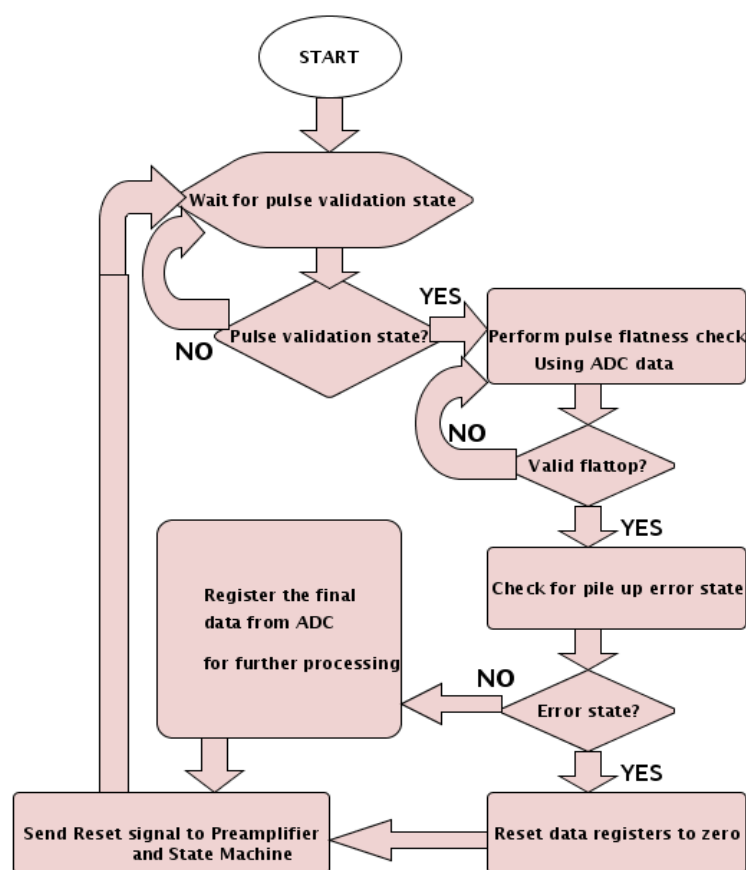 START
Wait for pulse validation state
YES
Pulse validation state?
NO
Perform pulse flatness check
Using ADC data
NO
Valid flattop?
YES
Check for pile up error state
Register the final
data from ADC
for further processing
NO
Error state?
YES
Send Reset signal to Preamplifier
and State Machine
Reset data registers to zero